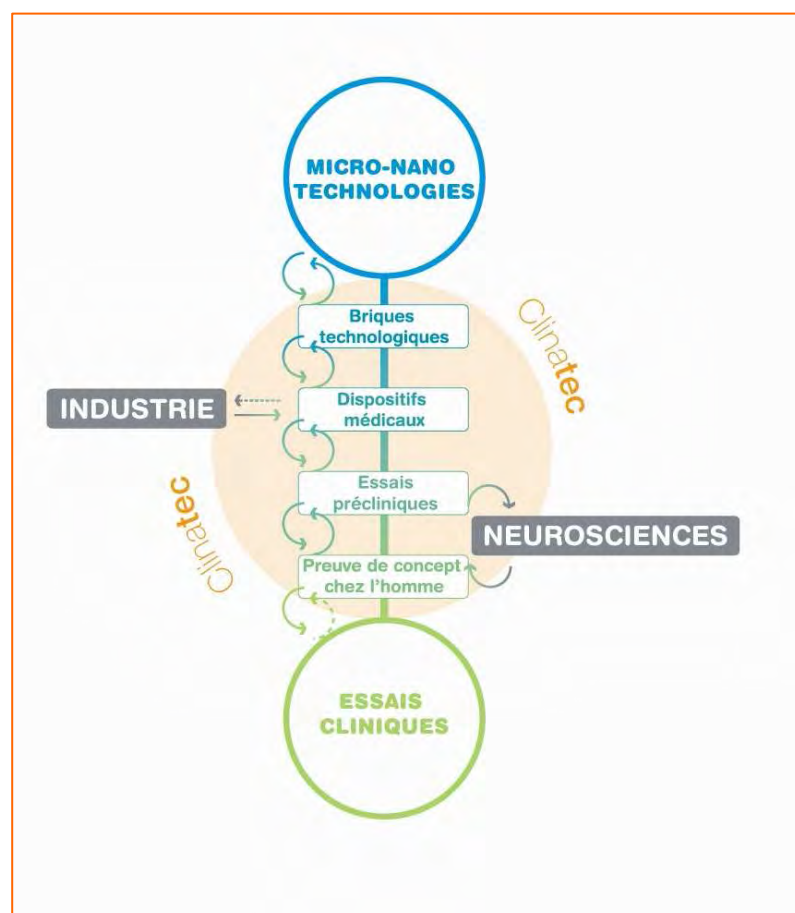 MICRO-NANO
TECHNOLOGIES
Clinatec
Briques
technologiques
INDUSTRIE
Dispositifs
médicaux
Clinatec
Essais
précliniques
NEUROSCIENCES
Preuve de concept
chez l'homme
ESSAIS
CLINIQUES